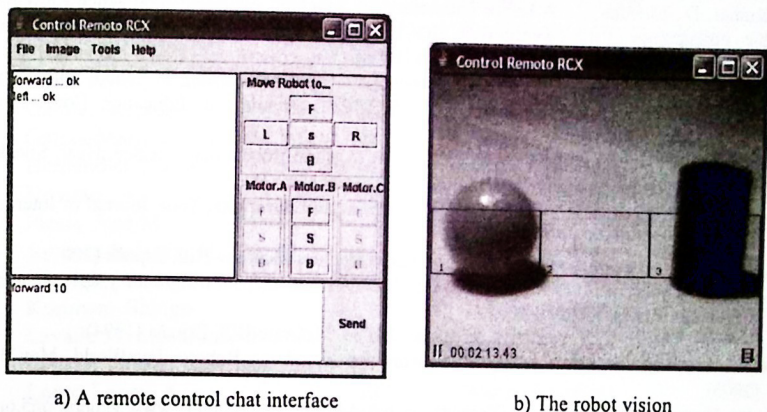 Control Remoto RCX
File Image Tools Help
forward ... ok
left ... ok
Move Robot to...
F
L s R
B
Motor.A Motor.B Motor.C
F F F
S S S
B B B
forward 10
Send
a) A remote control chat interface
Control Remoto RCX
1 2 3
00:02:13.43
b) The robot vision